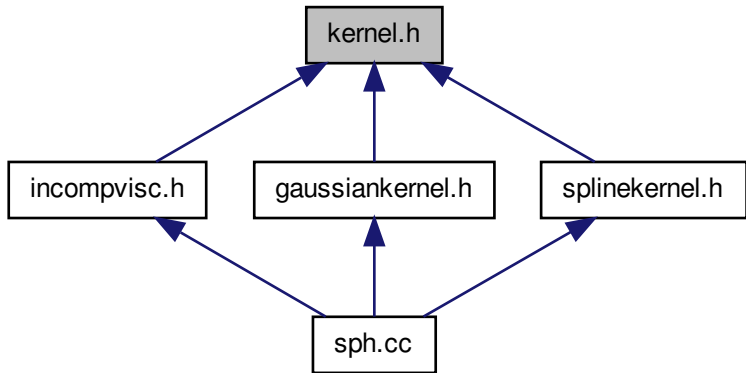 kernel.h
incompvisc.h
gaussiankernel.h
splinekernel.h
sph.cc